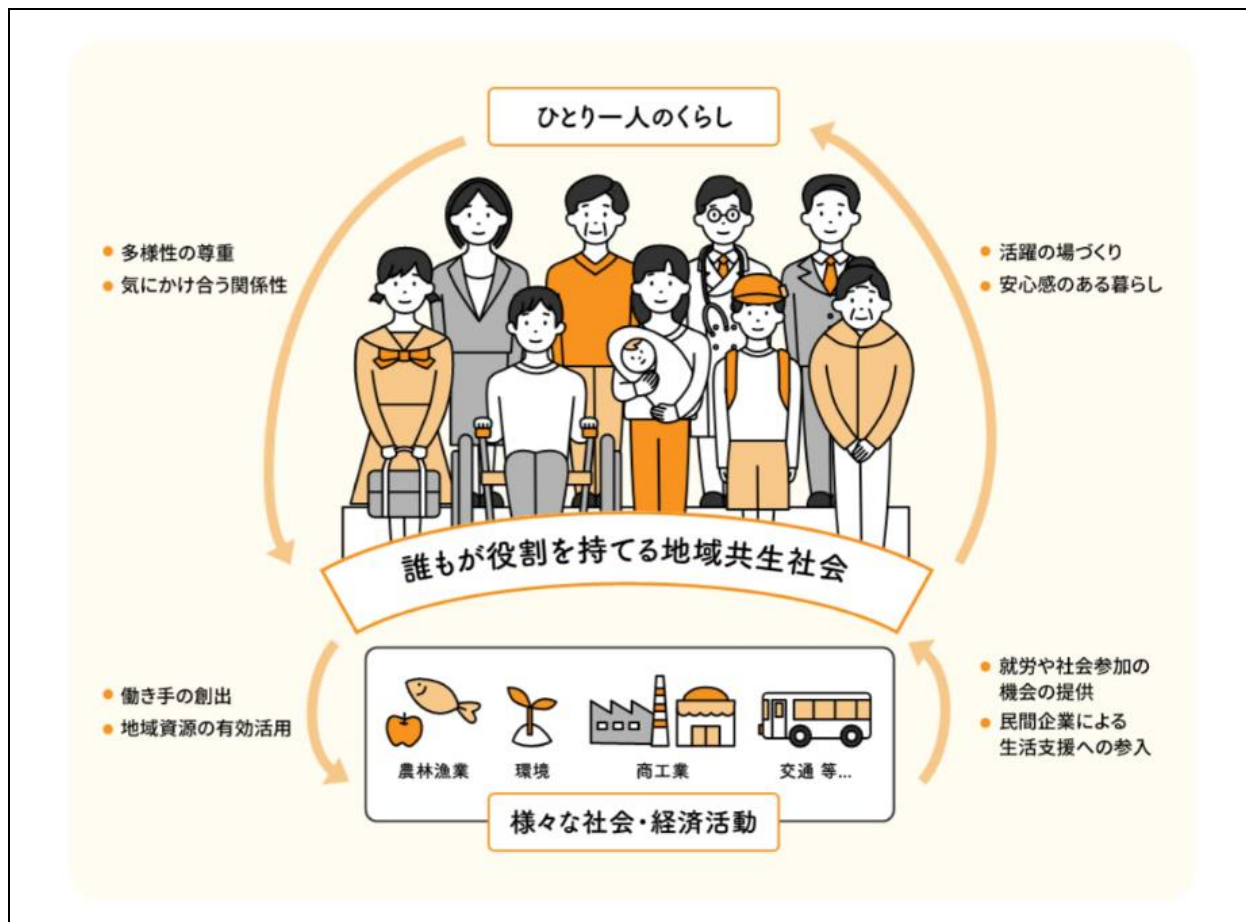 ひとり一人のくらし
● 多様性の尊重
● 気にかけ合う関係性
● 活躍の場づくり
● 安心感のある暮らし
誰もが役割を持てる地域共生社会
● 働き手の創出
● 地域資源の有効活用
● 就労や社会参加の
機会の提供
● 民間企業による
生活支援への参入
農林漁業 環境 商工業 交通 等...
様々な社会・経済活動